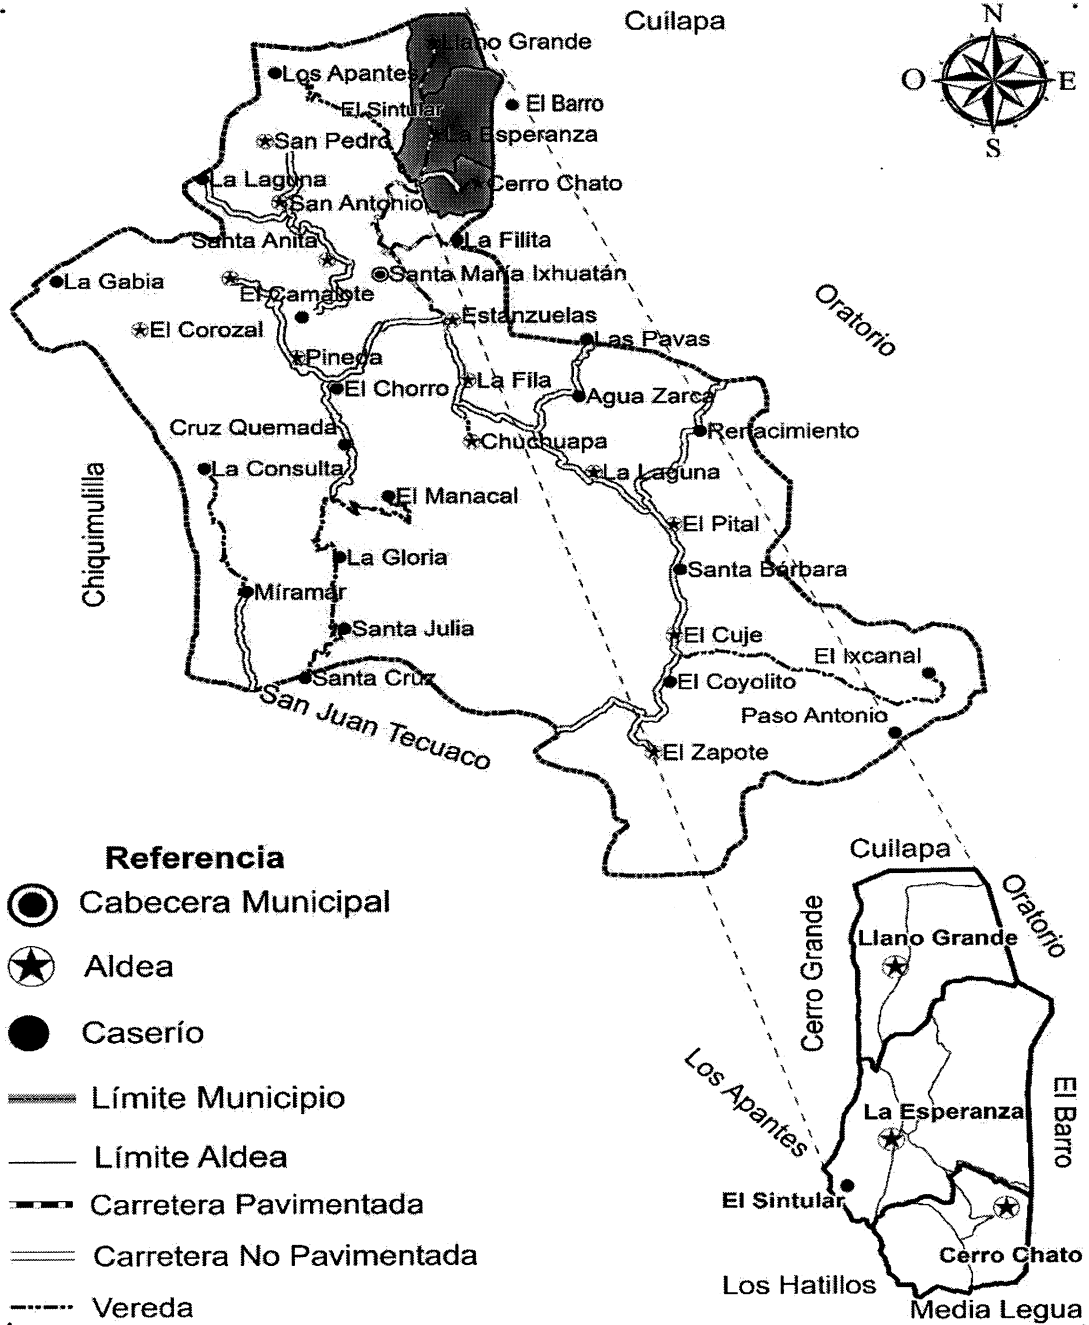 Cuílapa
N
O
E
S
Llano Grande
Los Apantes
El Sintular
El Barro
La Esperanza
San Pedro
La Laguna
Cerro Chato
San Antonio
Santa Anita
La Filita
La Gabia
Santa María Ixhuatán
El Camalote
Oratorio
El Corozal
Estanzuelas
Las Pavas
Pineda
El Chorro
La Fila
Agua Zarca
Cruz Quemada
Chuchuapa
Renacimiento
La Consulta
La Laguna
Chiquimulilla
El Manacal
El Pital
La Gloria
Santa Bárbara
Míramar
Santa Julia
El Cuje
El Ixcanal
Santa Cruz
El Coyolito
San Juan Tecuaco
Paso Antonio
El Zapote
Referencia
Cabecera Municipal
Aldea
Caserío
Límite Municipio
Límite Aldea
Carretera Pavimentada
Carretera No Pavimentada
Vereda
Cuilapa
Oratorio
Cerro Grande
Llano Grande
Los Apantes
La Esperanza
El Barro
El Sintular
Cerro Chato
Los Hatillos
Media Legua